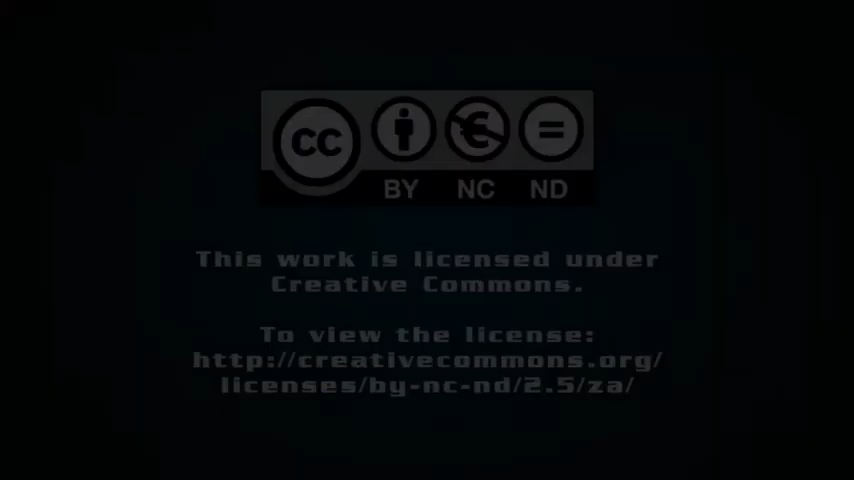 CC
BY NC ND
This work is licensed under
Creative Commons.
To view the license:
http://creativecommons.org/
licenses/by-nc-nd/2.5/za/